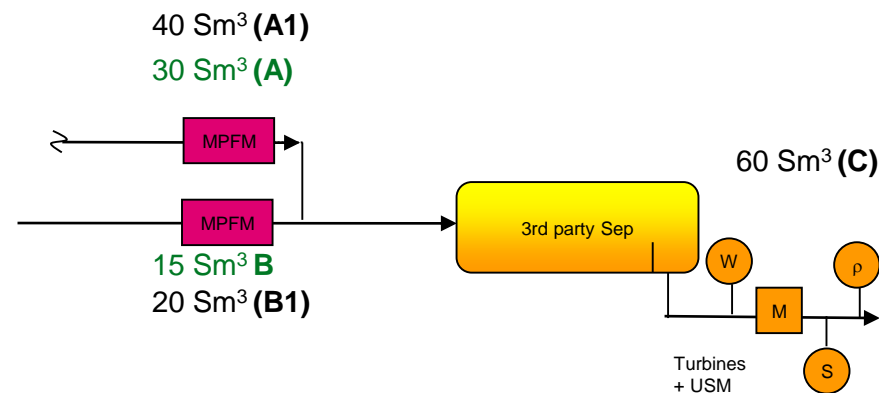 40 Sm³ (A1)
30 Sm³ (A)
MPFM
60 Sm³ (C)
MPFM
3rd party Sep
15 Sm³ B
20 Sm³ (B1)
W
ρ
M
Turbines
+ USM
S